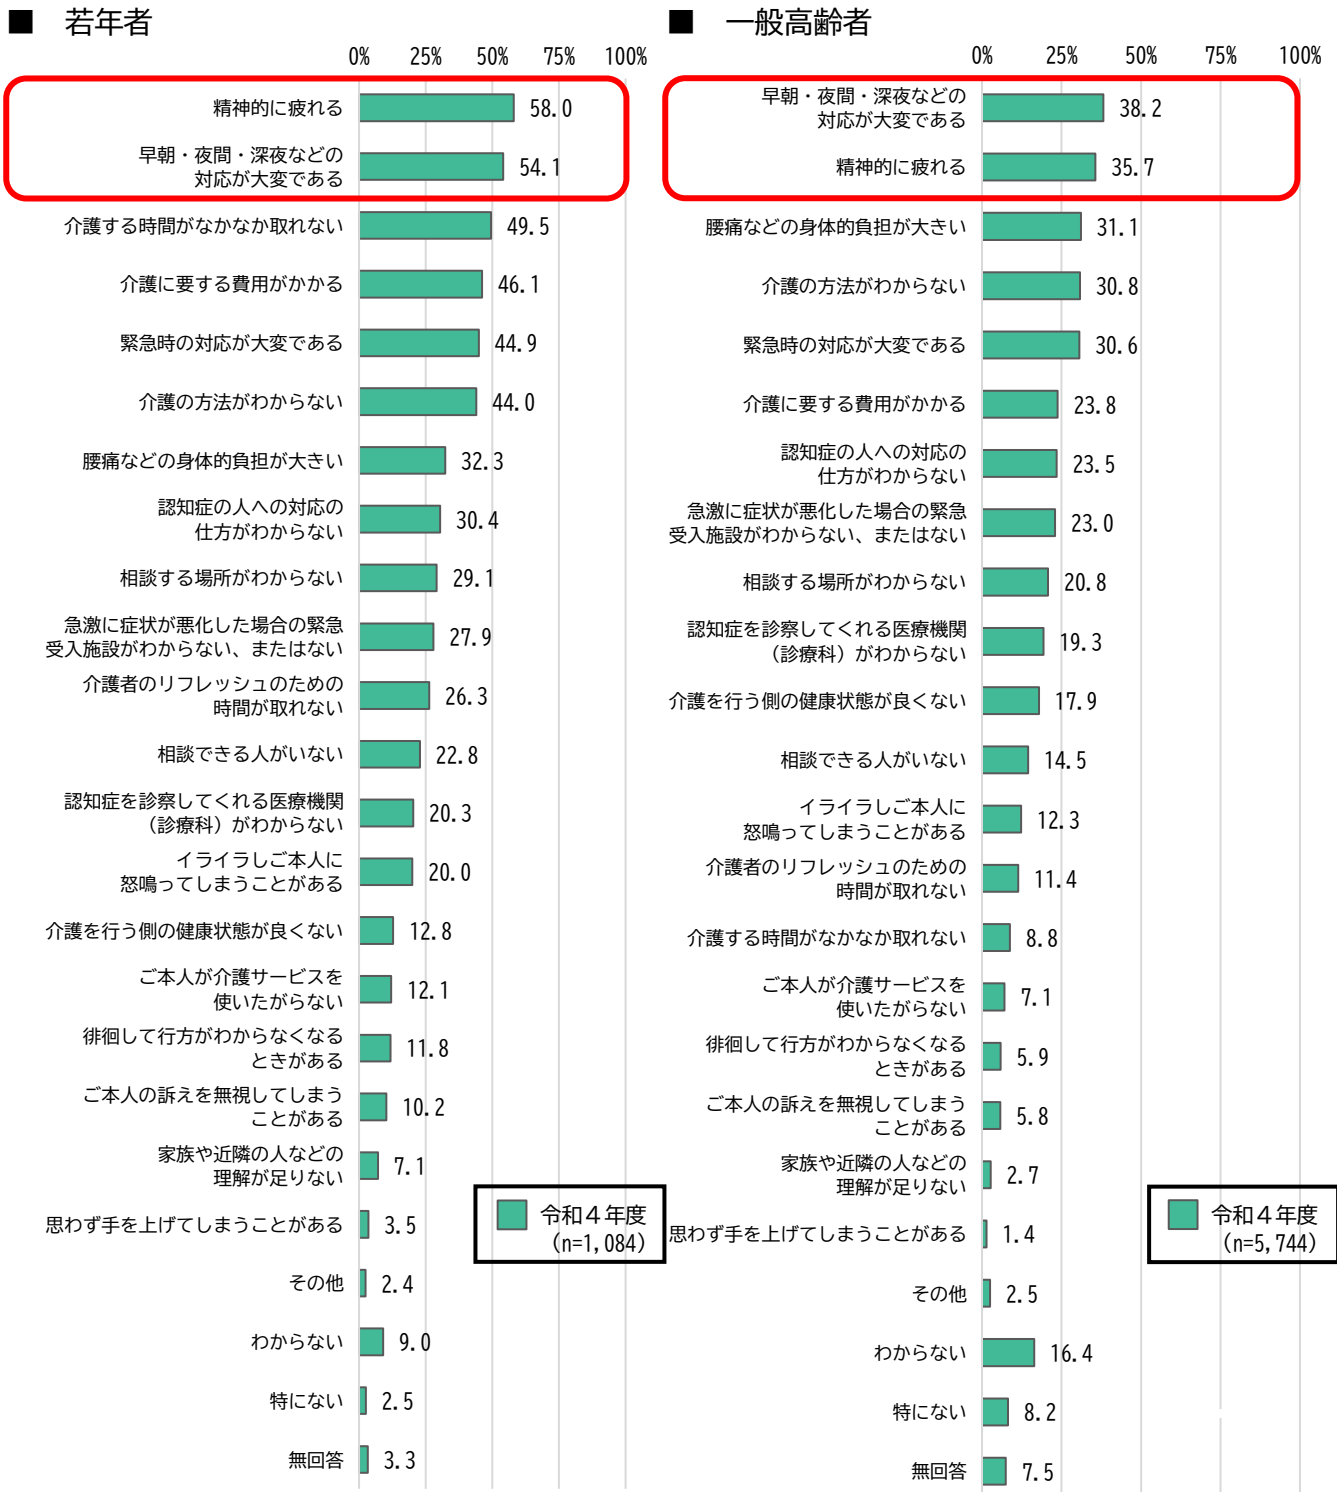 ■ 若年者
0% 25% 50% 75% 100%
精神的に疲れる 58.0
早朝・夜間・深夜などの
対応が大変である 54.1
介護する時間がなかなか取れない 49.5
介護に要する費用がかかる 46.1
緊急時の対応が大変である 44.9
介護の方法がわからない 44.0
腰痛などの身体的負担が大きい 32.3
認知症の人への対応の
仕方がわからない 30.4
相談する場所がわからない 29.1
急激に症状が悪化した場合の緊急
受入施設がわからない、またはない 27.9
介護者のリフレッシュのための
時間が取れない 26.3
相談できる人がいない 22.8
認知症を診察してくれる医療機関
(診療科)がわからない 20.3
イライラしご本人に
怒鳴ってしまうことがある 20.0
介護を行う側の健康状態が良くない 12.8
ご本人が介護サービスを
使いたがらない 12.1
徘徊して行方がわからなくなる
ときがある 11.8
ご本人の訴えを無視してしまう
ことがある 10.2
家族や近隣の人などの
理解が足りない 7.1
思わず手を上げてしまうことがある 3.5
その他 2.4
わからない 9.0
特にない 2.5
無回答 3.3
令和4年度
(n=1,084)
■ 一般高齢者
0% 25% 50% 75% 100%
早朝・夜間・深夜などの
対応が大変である 38.2
精神的に疲れる 35.7
腰痛などの身体的負担が大きい 31.1
介護の方法がわからない 30.8
緊急時の対応が大変である 30.6
介護に要する費用がかかる 23.8
認知症の人への対応の
仕方がわからない 23.5
急激に症状が悪化した場合の緊急
受入施設がわからない、またはない 23.0
相談する場所がわからない 20.8
認知症を診察してくれる医療機関
(診療科)がわからない 19.3
介護を行う側の健康状態が良くない 17.9
相談できる人がいない 14.5
イライラしご本人に
怒鳴ってしまうことがある 12.3
介護者のリフレッシュのための
時間が取れない 11.4
介護する時間がなかなか取れない 8.8
ご本人が介護サービスを
使いたがらない 7.1
徘徊して行方がわからなくなる
ときがある 5.9
ご本人の訴えを無視してしまう
ことがある 5.8
家族や近隣の人などの
理解が足りない 2.7
思わず手を上げてしまうことがある 1.4
その他 2.5
わからない 16.4
特にない 8.2
無回答 7.5
令和4年度
(n=5,744)